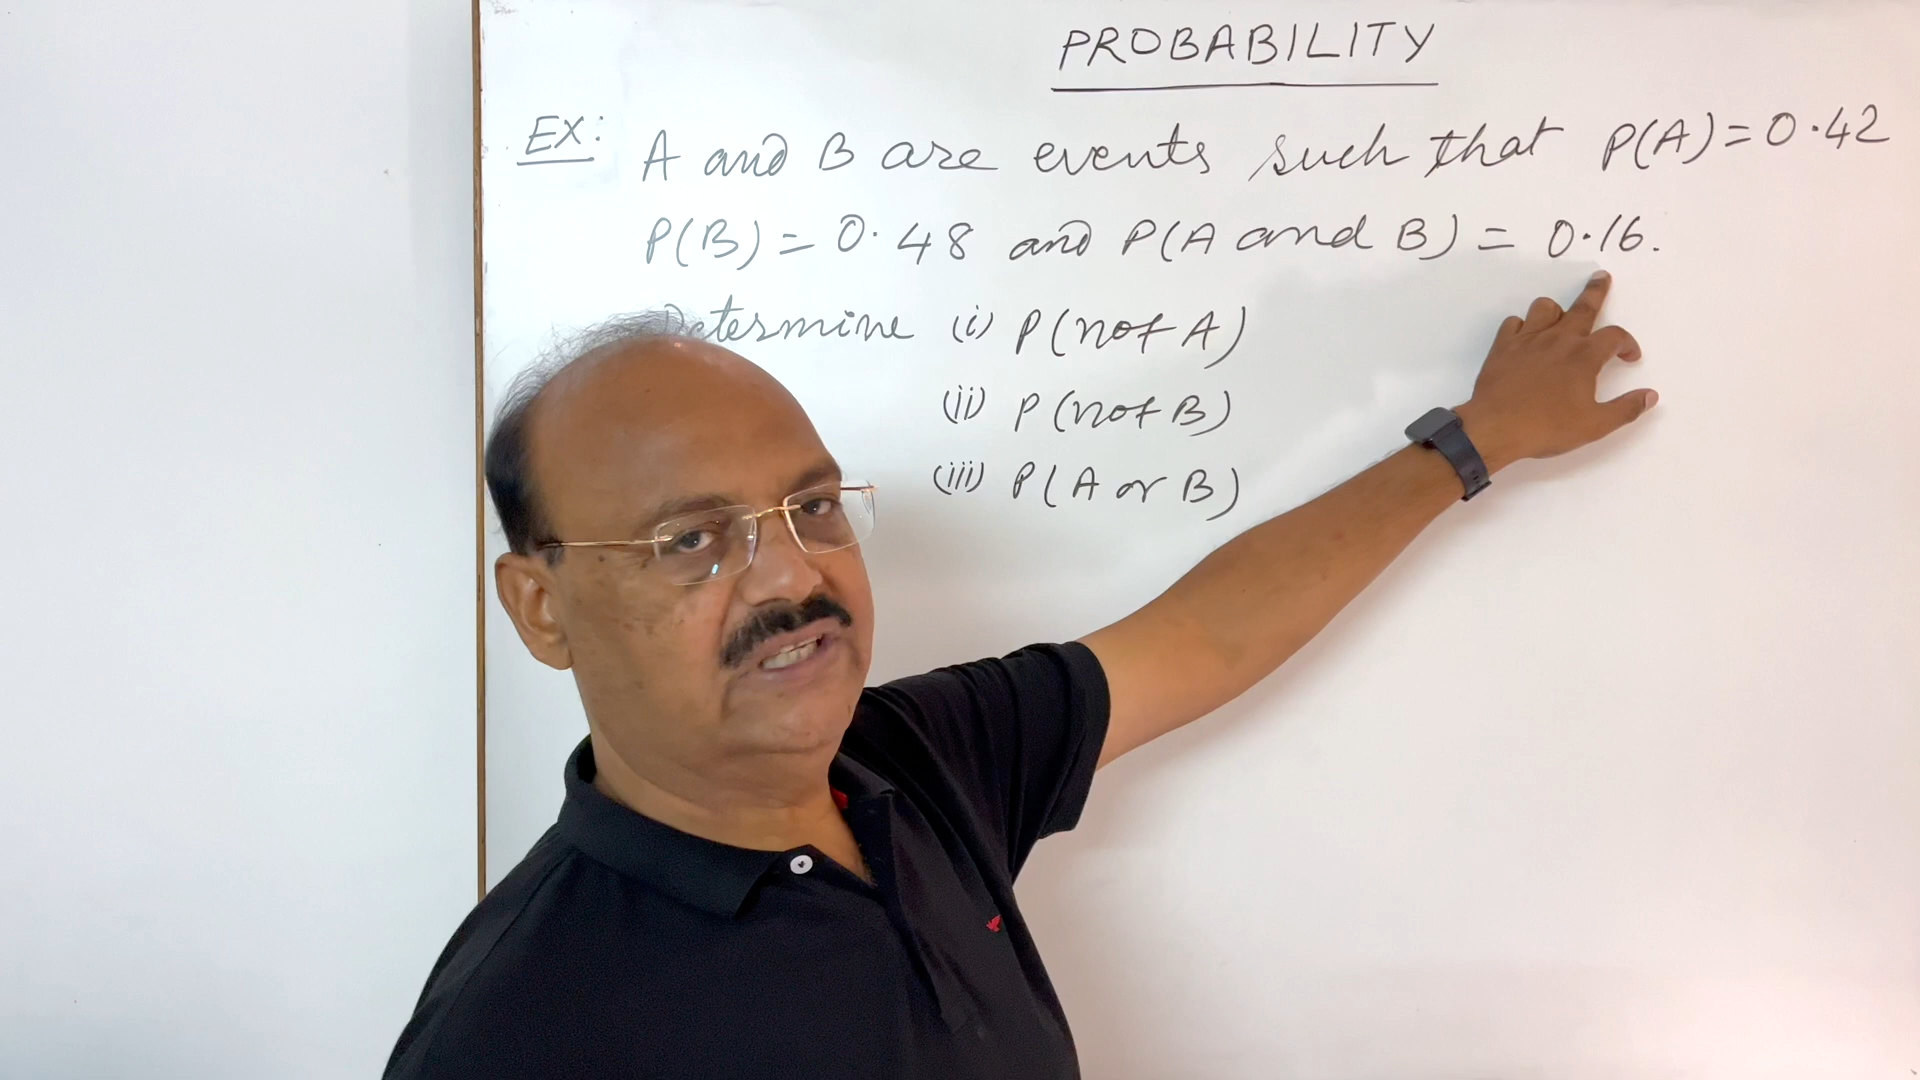 PROBABILITY
EX: A and B are events such that P(A) = 0.42
P(B) = 0.48 and P(A and B) = 0.16.
Determine (i) P(not A)
(ii) P(not B)
(iii) P(A or B)